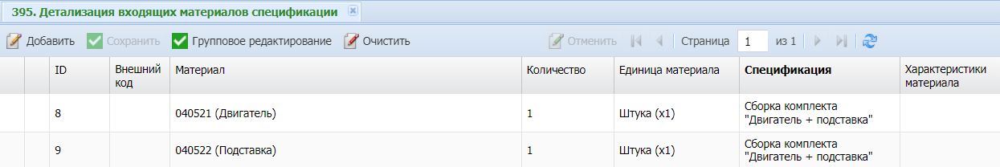 395. Детализация входящих материалов спецификации
Добавить Сохранить Групповое редактирование Очистить Отменить Страница 1 из 1
ID Внешний код Материал Количество Единица материала Спецификация Характеристики материала
8 040521 (Двигатель) 1 Штука (x1) Сборка комплекта "Двигатель + подставка"
9 040522 (Подставка) 1 Штука (x1) Сборка комплекта "Двигатель + подставка"